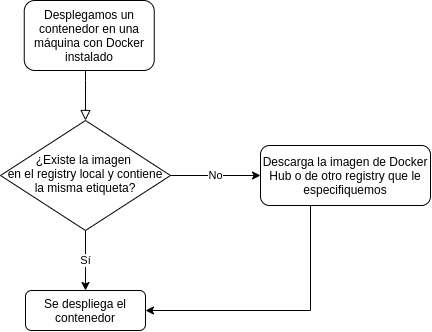 Desplegamos un
contenedor en una
máquina con Docker
instalado
¿Existe la imagen
en el registry local y contiene
la misma etiqueta?
No
Descarga la imagen de Docker
Hub o de otro registry que le
especifiquemos
Sí
Se despliega el
contenedor